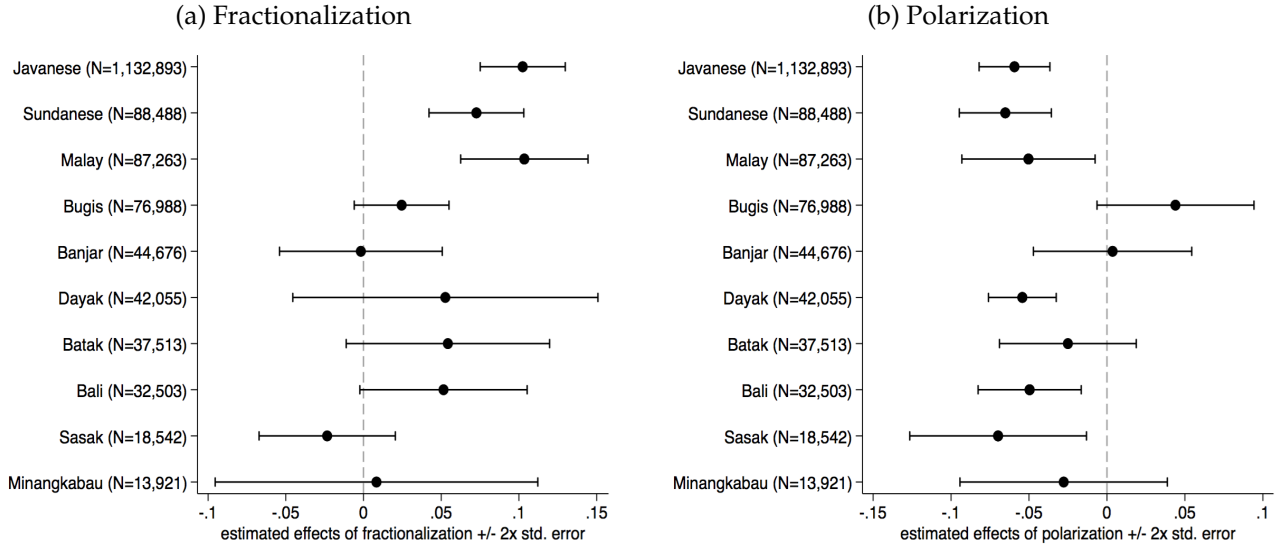 (a) Fractionalization
Javanese (N=1,132,893)
Sundanese (N=88,488)
Malay (N=87,263)
Bugis (N=76,988)
Banjar (N=44,676)
Dayak (N=42,055)
Batak (N=37,513)
Bali (N=32,503)
Sasak (N=18,542)
Minangkabau (N=13,921)
-.1 -.05 0 .05 .1 .15
estimated effects of fractionalization +/- 2x std. error
(b) Polarization
Javanese (N=1,132,893)
Sundanese (N=88,488)
Malay (N=87,263)
Bugis (N=76,988)
Banjar (N=44,676)
Dayak (N=42,055)
Batak (N=37,513)
Bali (N=32,503)
Sasak (N=18,542)
Minangkabau (N=13,921)
-.15 -.1 -.05 0 .05 .1
estimated effects of polarization +/- 2x std. error